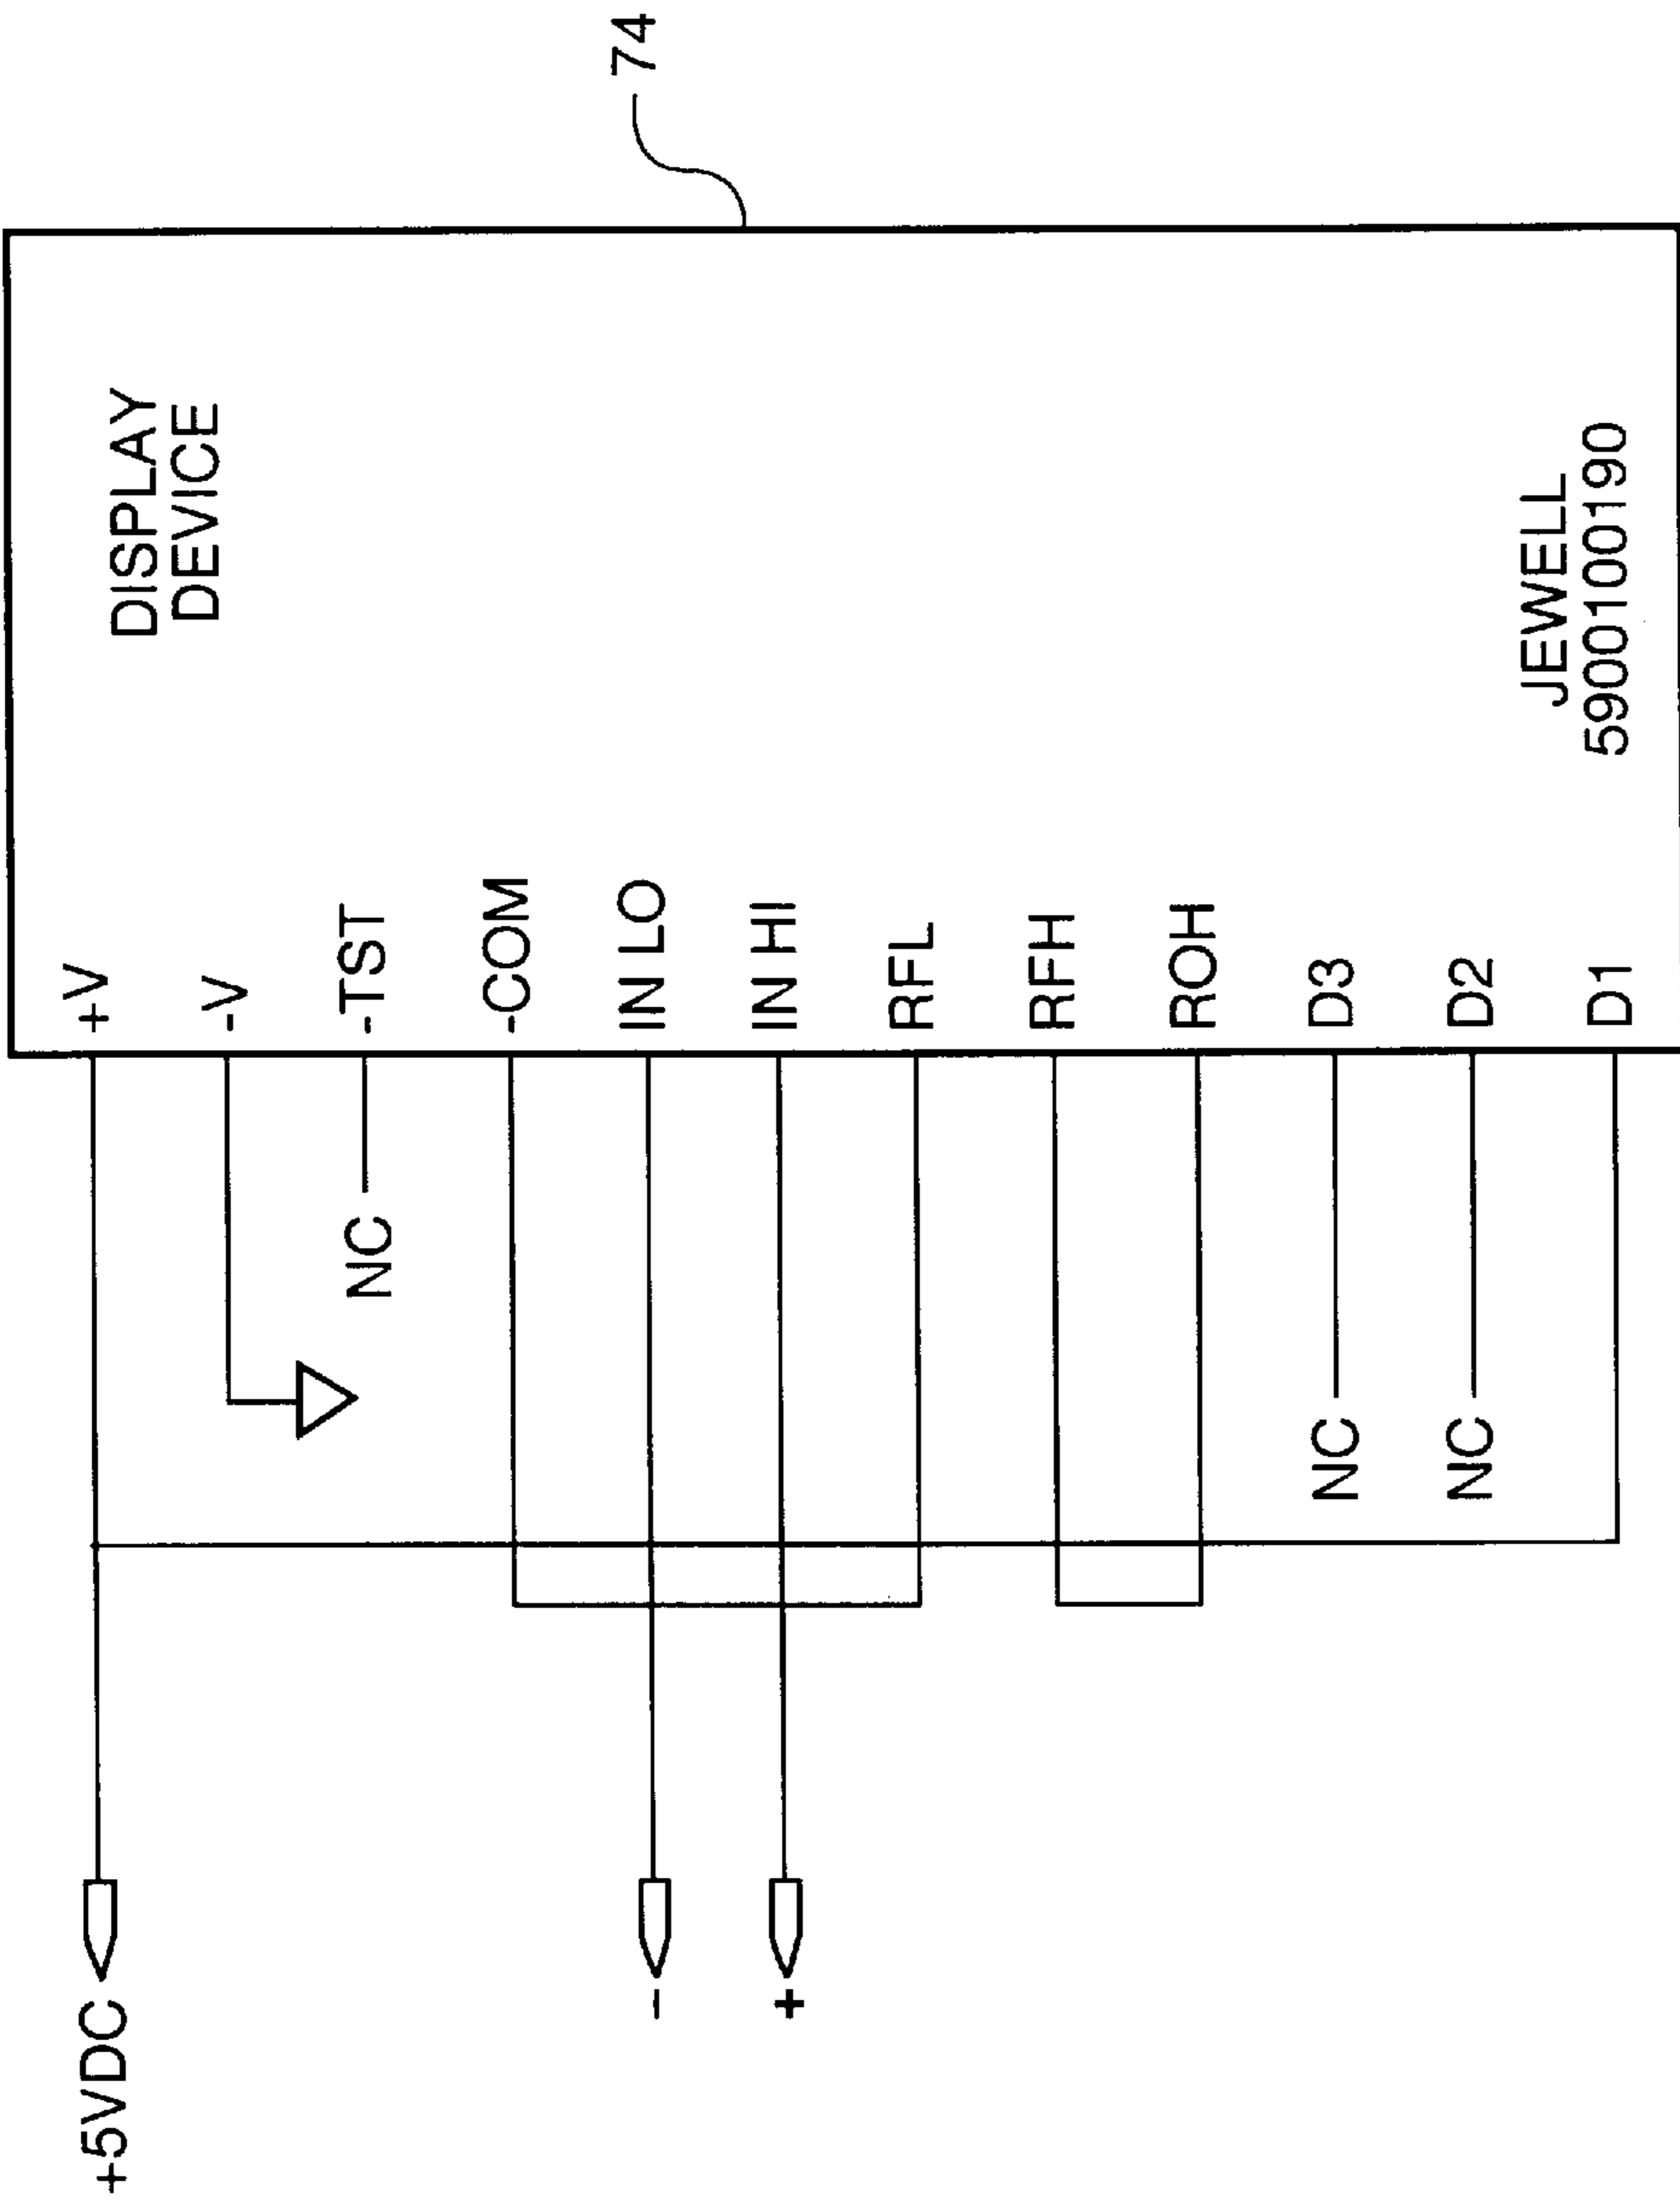 +5VDC
-
+
NC
NC
NC
+V
-V
-TST
-COM
IN LO
IN HI
RFL
RFH
ROH
D3
D2
D1
DISPLAY
DEVICE
JEWELL
5900100190
74